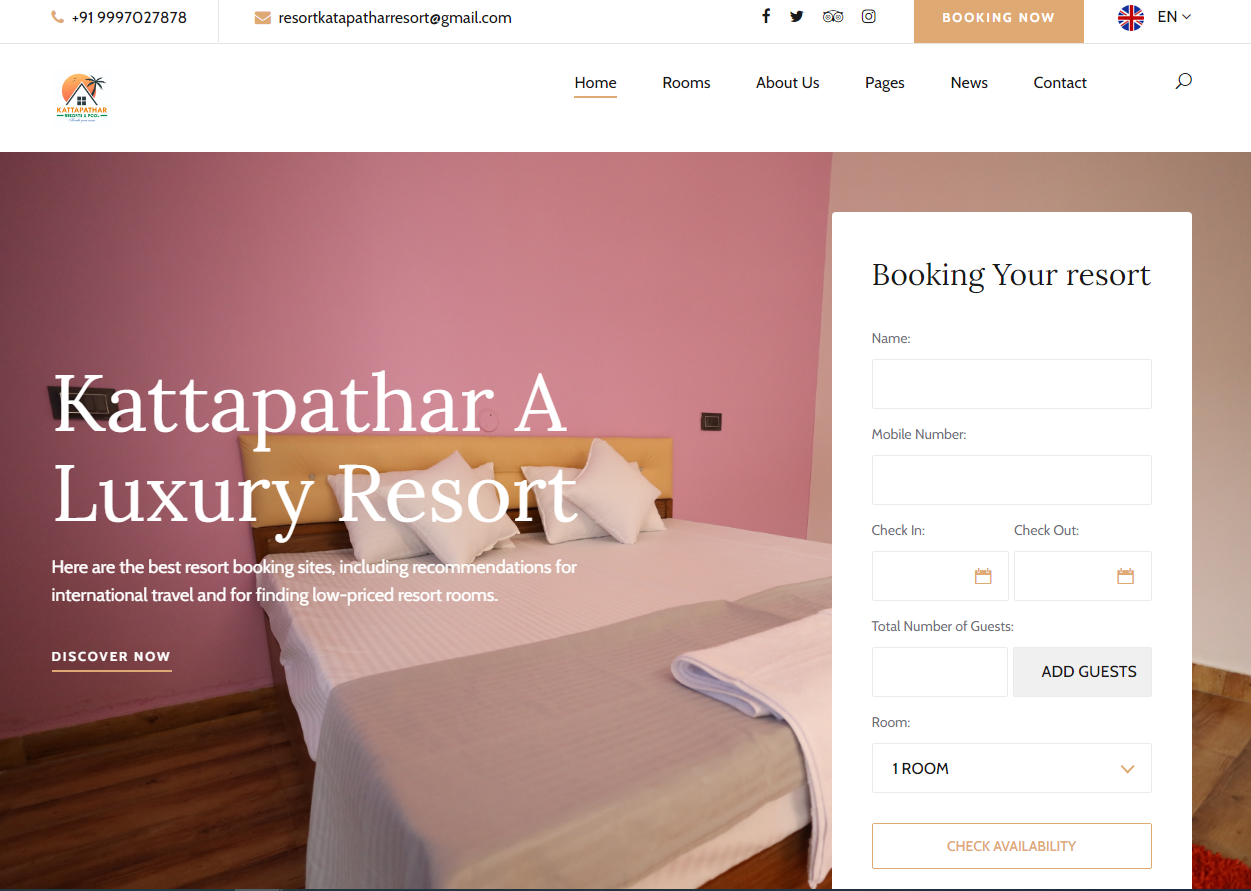 +91 9997027878
resortkatapatharresort@gmail.com
BOOKING NOW
EN
KATTAPATHAR
RESORTS & POOL
Home
Rooms
About Us
Pages
News
Contact
Kattapathar A
Luxury Resort
Here are the best resort booking sites, including recommendations for
international travel and for finding low-priced resort rooms.
DISCOVER NOW
Booking Your resort
Name:
Mobile Number:
Check In:
Check Out:
Total Number of Guests:
ADD GUESTS
Room:
1 ROOM
CHECK AVAILABILITY